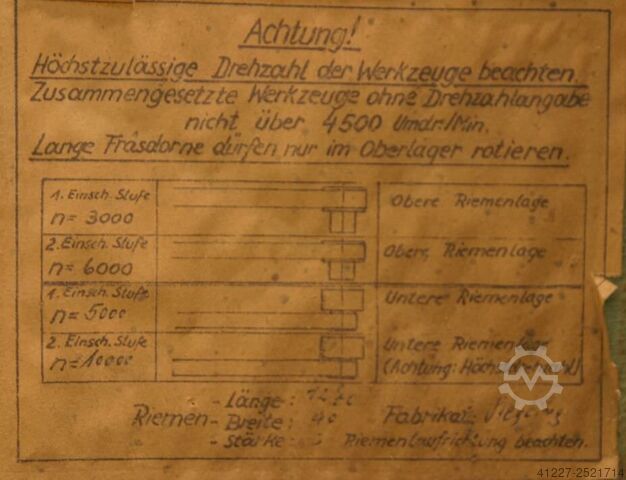 Achtung!
Höchstzulässige Drehzahl der Werkzeuge beachten.
Zusammengesetzte Werkzeuge ohne Drehzahlangabe
nicht über 4500 Umdr./Min.
Lange Fräsdorne dürfen nur im Oberlager rotieren.
1. Einsch. Stufe
n= 3000
Obere Riemenlage
2. Einsch. Stufe
n= 6000
Obere Riemenlage
1. Einsch. Stufe
n= 5000
Untere Riemenlage
2. Einsch. Stufe
n= 10000
Untere Riemenlage
(Achtung: Höchstdrehzahl)
Riemen - Länge:
- Breite: 40
- Stärke:
Fabrikat:
Riemenlaufrichtung beachten.
41227-2521714